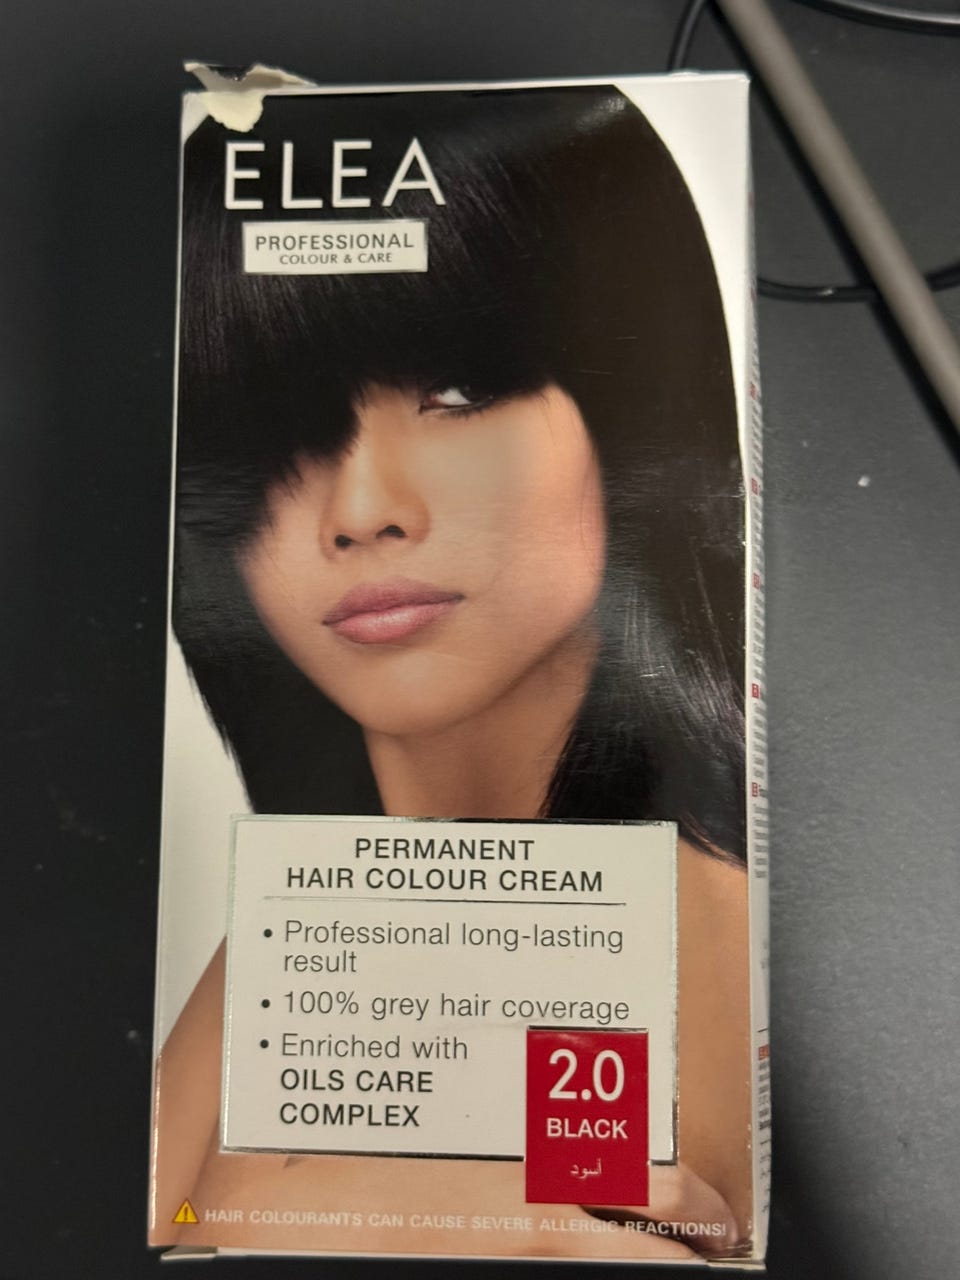 ELEA
PROFESSIONAL
COLOUR & CARE
PERMANENT
HAIR COLOUR CREAM
• Professional long-lasting
result
• 100% grey hair coverage
• Enriched with
OILS CARE
COMPLEX
2.0
BLACK
أسود
HAIR COLOURANTS CAN CAUSE SEVERE ALLERGIC REACTIONS!